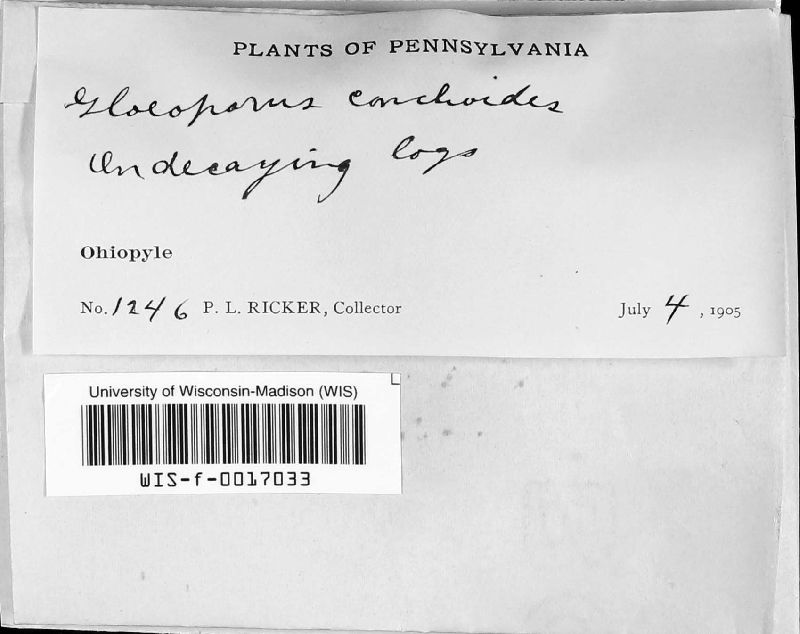 PLANTS OF PENNSYLVANIA
Gloeoporus conchoides
On decaying logs
Ohiopyle
No. 1246 P. L. RICKER, Collector July 4, 1905
University of Wisconsin-Madison (WIS)
WIS-f-0017033